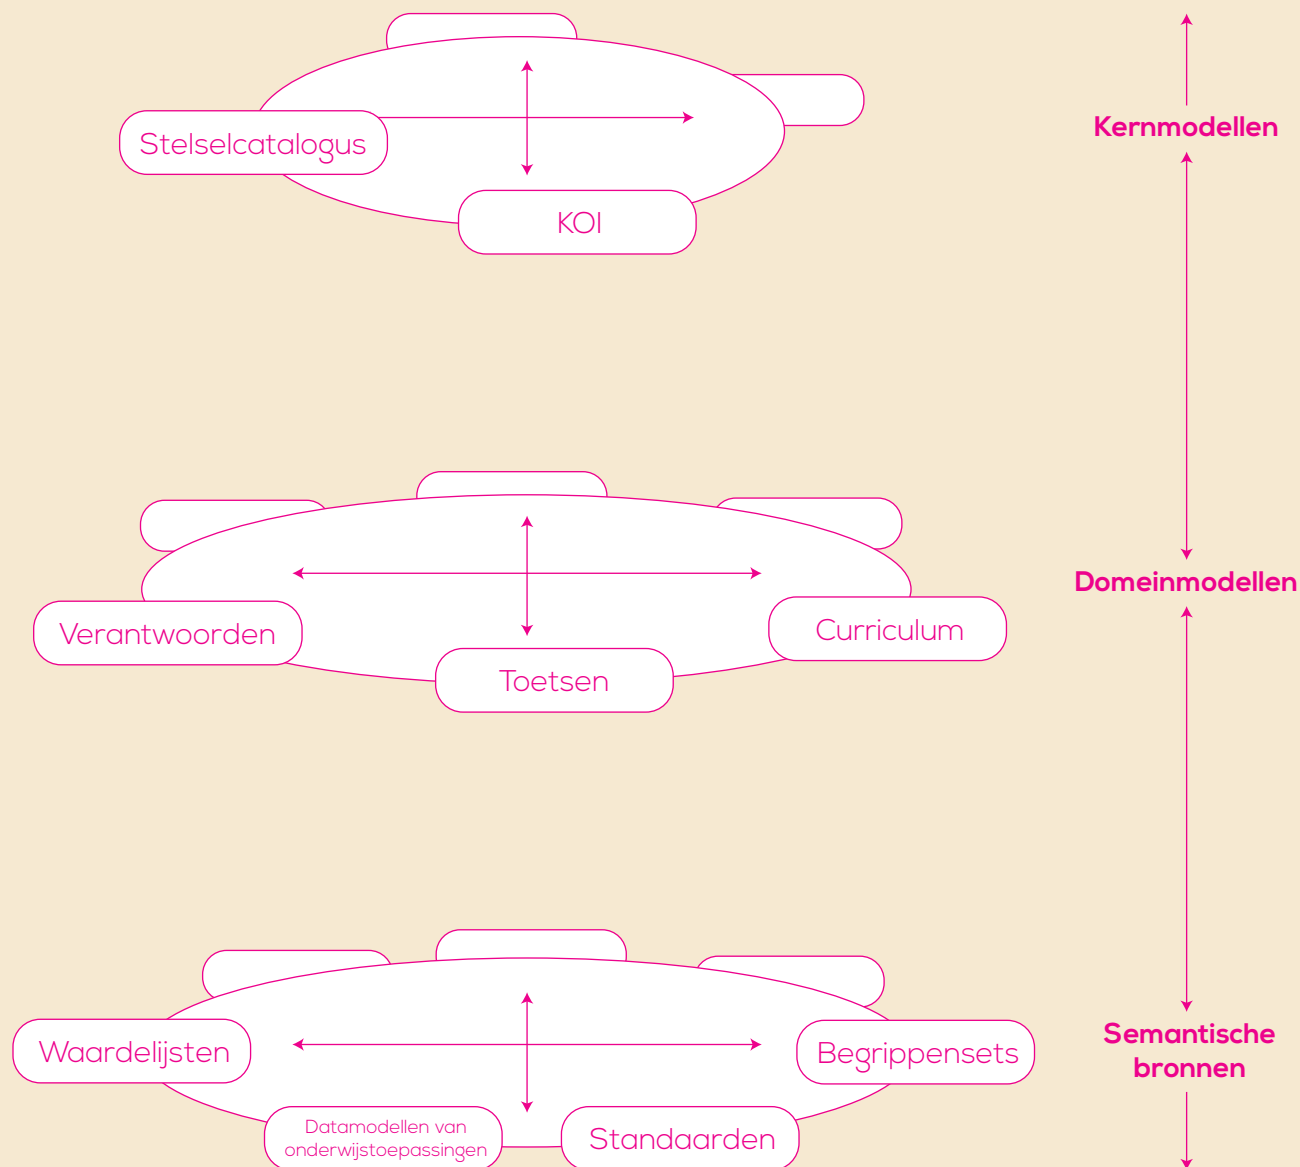 Kernmodellen
Stelselcatalogus
KOI
Domeinmodellen
Verantwoorden
Curriculum
Toetsen
Semantische
bronnen
Waardelijsten
Begrippensets
Datamodellen van
onderwijstoepassingen
Standaarden